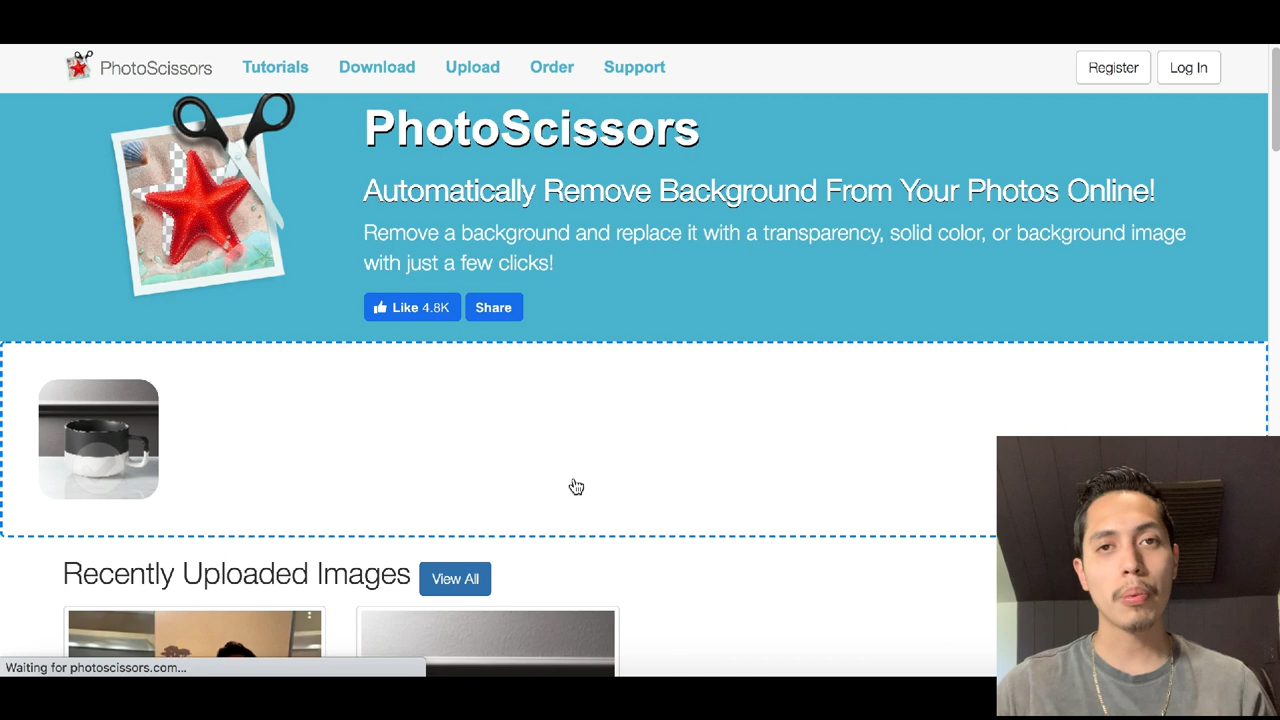 PhotoScissors
Tutorials
Download
Upload
Order
Support
Register
Log In
PhotoScissors
Automatically Remove Background From Your Photos Online!
Remove a background and replace it with a transparency, solid color, or background image
with just a few clicks!
Like 4.8K
Share
Recently Uploaded Images
View All
Waiting for photoscissors.com...